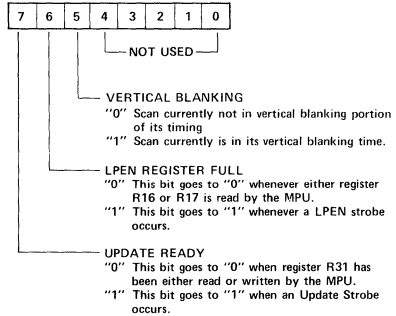 7 6 5 4 3 2 1 0
NOT USED
VERTICAL BLANKING
"0" Scan currently not in vertical blanking portion
of its timing
"1" Scan currently is in its vertical blanking time.
LPEN REGISTER FULL
"0" This bit goes to "0" whenever either register
R16 or R17 is read by the MPU.
"1" This bit goes to "1" whenever a LPEN strobe
occurs.
UPDATE READY
"0" This bit goes to "0" when register R31 has
been either read or written by the MPU.
"1" This bit goes to "1" when an Update Strobe
occurs.